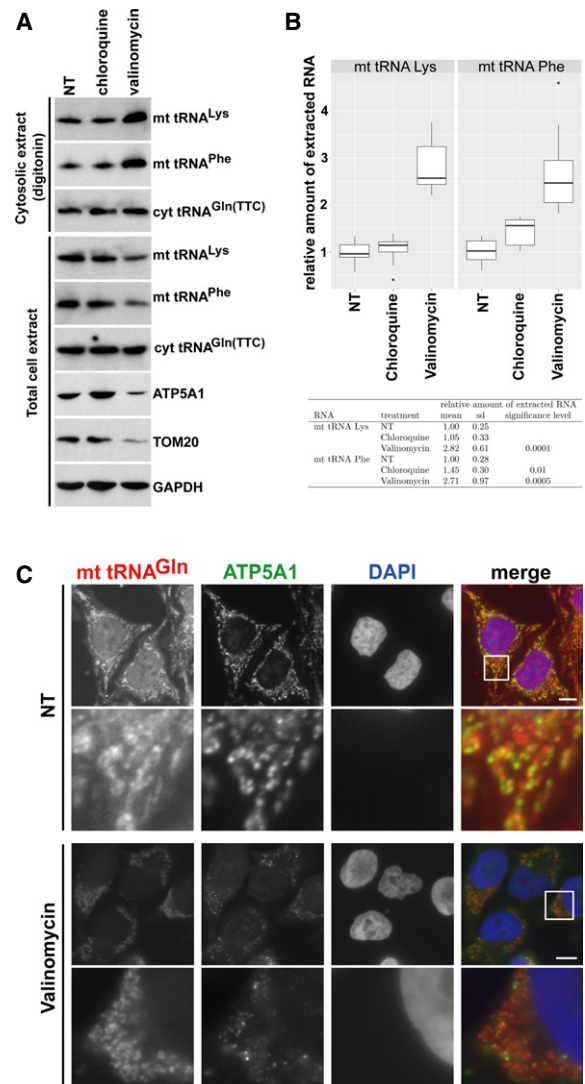 A
NT
chloroquine
valinomycin
Cytosolic extract
(digitonin)
mt tRNALys
mt tRNAPhe
cyt tRNAGln(TTC)
Total cell extract
mt tRNALys
mt tRNAPhe
cyt tRNAGln(TTC)
ATP5A1
TOM20
GAPDH
B
mt tRNA Lys
mt tRNA Phe
relative amount of extracted RNA
4
3
2
1
NT
Chloroquine
Valinomycin
NT
Chloroquine
Valinomycin
relative amount of extracted RNA
RNA treatment mean sd significance level
mt tRNA Lys NT 1.00 0.25
Chloroquine 1.05 0.33
Valinomycin 2.82 0.61 0.0001
mt tRNA Phe NT 1.00 0.28
Chloroquine 1.45 0.30 0.01
Valinomycin 2.71 0.97 0.0005
C
mt tRNAGln ATP5A1 DAPI merge
NT
Valinomycin